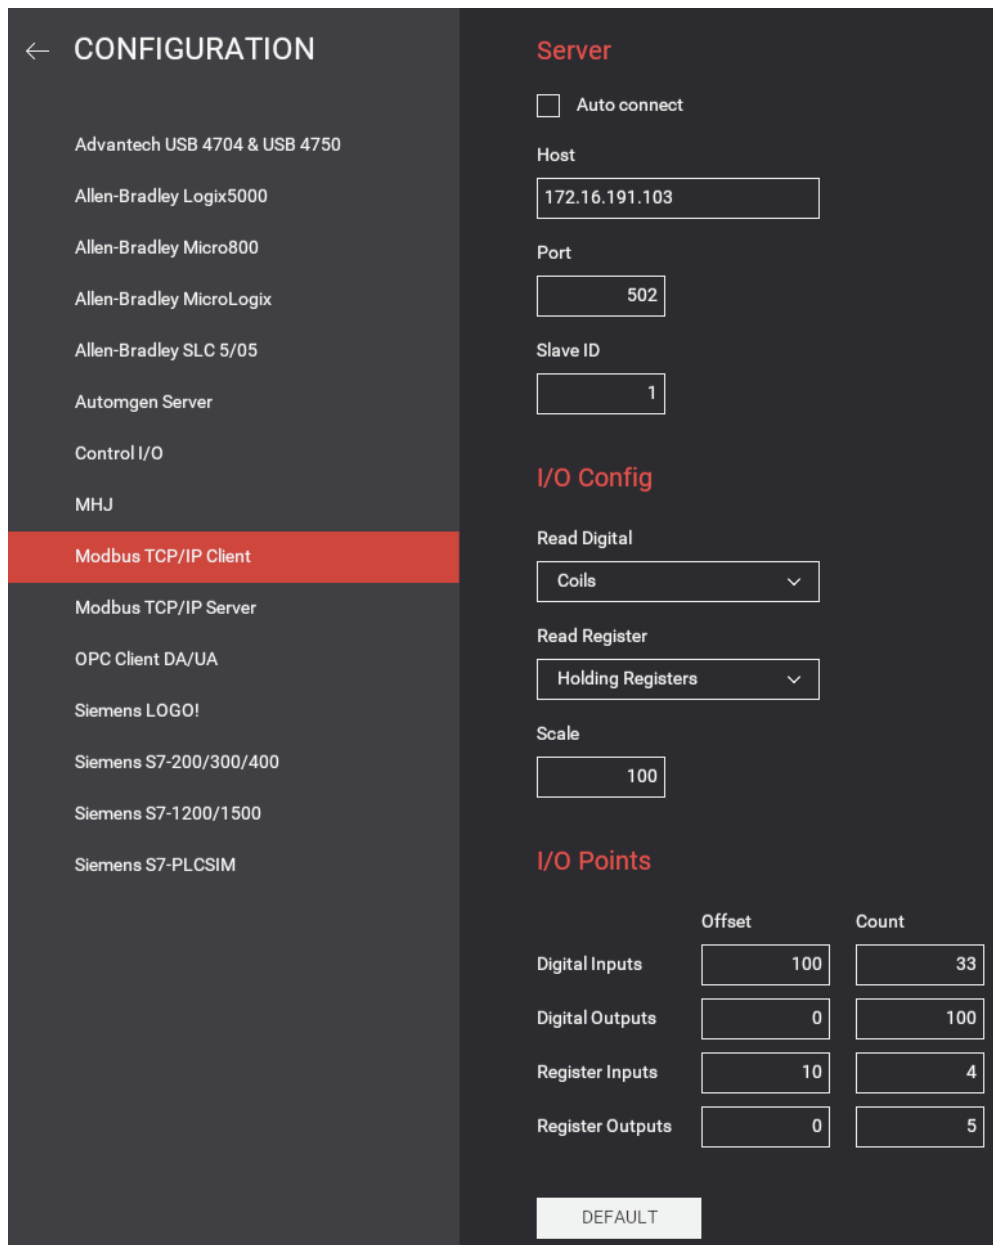 ← CONFIGURATION
Advantech USB 4704 & USB 4750
Allen-Bradley Logix5000
Allen-Bradley Micro800
Allen-Bradley MicroLogix
Allen-Bradley SLC 5/05
Automgen Server
Control I/O
MHJ
Modbus TCP/IP Client
Modbus TCP/IP Server
OPC Client DA/UA
Siemens LOGO!
Siemens S7-200/300/400
Siemens S7-1200/1500
Siemens S7-PLCSIM
Server
Auto connect
Host
172.16.191.103
Port
502
Slave ID
1
I/O Config
Read Digital
Coils
Read Register
Holding Registers
Scale
100
I/O Points
Offset Count
Digital Inputs 100 33
Digital Outputs 0 100
Register Inputs 10 4
Register Outputs 0 5
DEFAULT